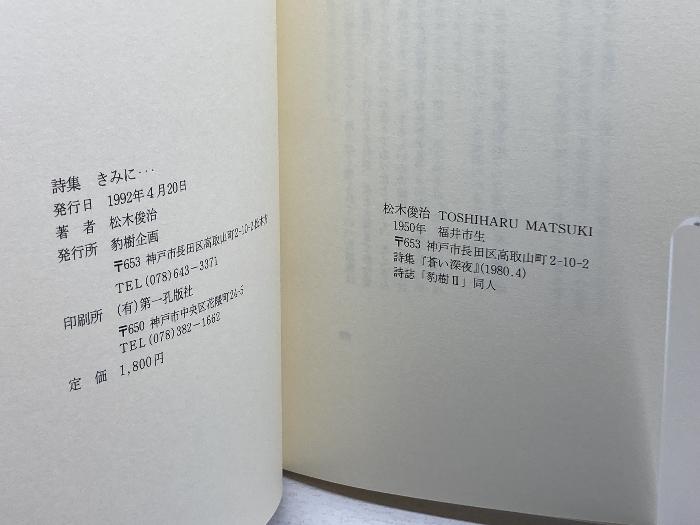 詩集　きみに･･･
発行日　1992年4月20日
著　者　松木俊治
発行所　豹樹企画
〒653 神戸市長田区高取山町2-10-2松木方
TEL(078)643-3371
印刷所　(有)第一孔版社
〒650 神戸市中央区花隈町24-5
TEL(078)382-1662
定　価　1,800円
松木俊治　TOSHIHARU MATSUKI
1950年　福井市生
〒653 神戸市長田区高取山町2-10-2
詩集『蒼い深夜』(1980.4)
詩誌「豹樹Ⅱ」同人